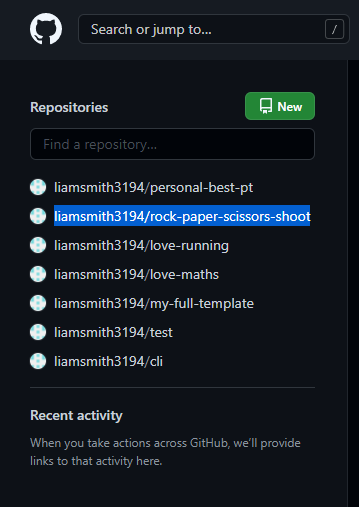 Search or jump to...
/
Repositories
New
Find a repository...
liamsmith3194/personal-best-pt
liamsmith3194/rock-paper-scissors-shoot
liamsmith3194/love-running
liamsmith3194/love-maths
liamsmith3194/my-full-template
liamsmith3194/test
liamsmith3194/cli
Recent activity
When you take actions across GitHub, we'll provide
links to that activity here.